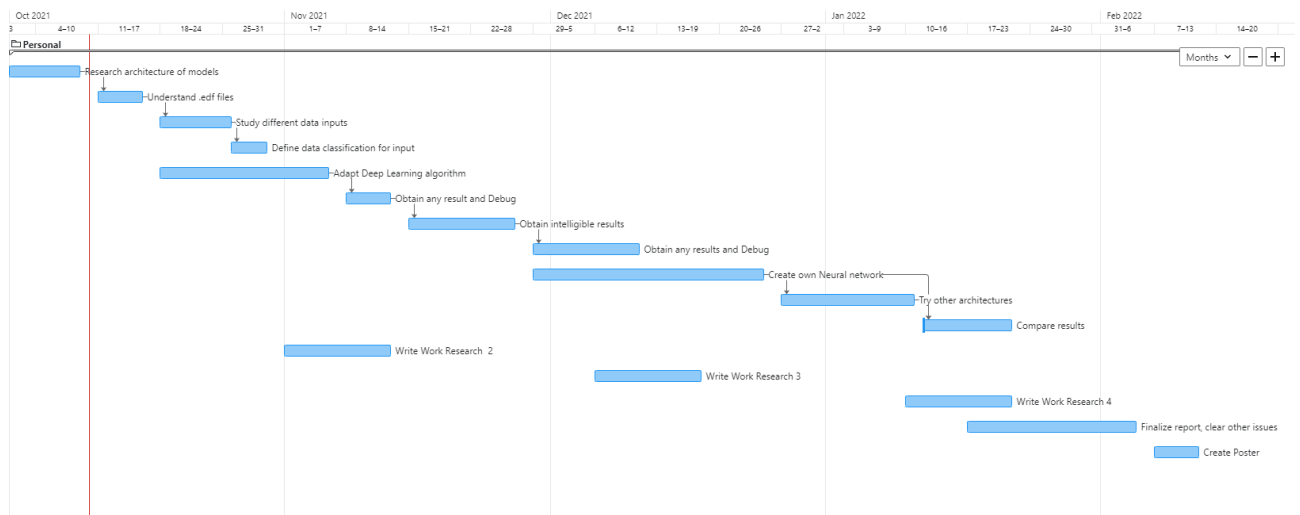 Oct 2021 Nov 2021 Dec 2021 Jan 2022 Feb 2022
3 4–10 11–17 18–24 25–31 1–7 8–14 15–21 22–28 29–5 6–12 13–19 20–26 27–2 3–9 10–16 17–23 24–30 31–6 7–13 14–20
Personal
Months
Research architecture of models
Understand .edf files
Study different data inputs
Define data classification for input
Adapt Deep Learning algorithm
Obtain any result and Debug
Obtain intelligible results
Obtain any results and Debug
Create own Neural network
Try other architectures
Compare results
Write Work Research 2
Write Work Research 3
Write Work Research 4
Finalize report, clear other issues
Create Poster